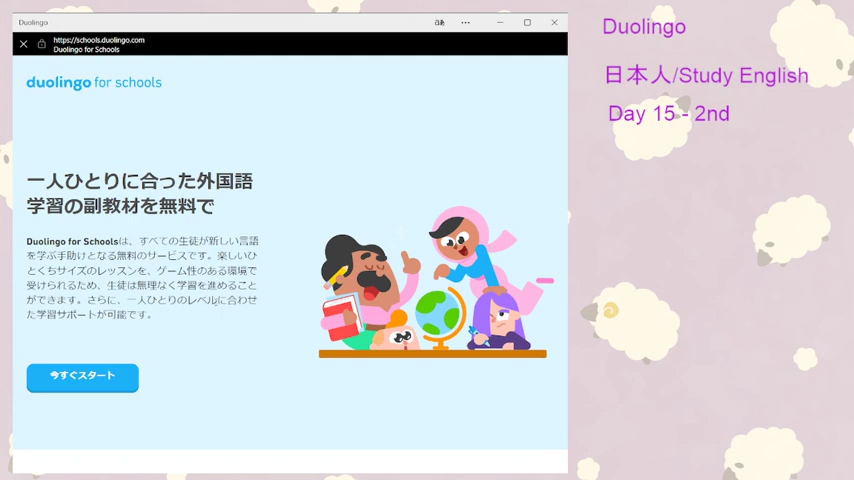 Duolingo
aあ
https://schools.duolingo.com
Duolingo for Schools
duolingo for schools
一人ひとりに合った外国語
学習の副教材を無料で
Duolingo for Schoolsは、すべての生徒が新しい言語
を学ぶ手助けとなる無料のサービスです。楽しいひ
とくちサイズのレッスンを、ゲーム性のある環境で
受けられるため、生徒は無理なく学習を進めること
ができます。さらに、一人ひとりのレベルに合わせ
た学習サポートが可能です。
今すぐスタート
Duolingo
日本人/Study English
Day 15 - 2nd